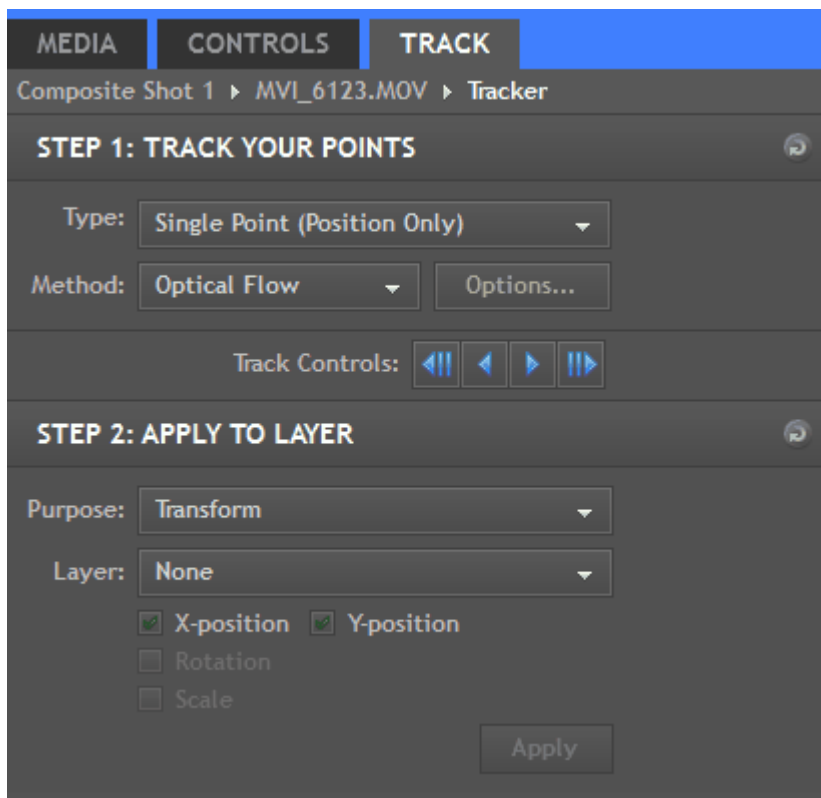 MEDIA CONTROLS TRACK
Composite Shot 1 MVI_6123.MOV Tracker
STEP 1: TRACK YOUR POINTS
Type: Single Point (Position Only)
Method: Optical Flow Options...
Track Controls:
STEP 2: APPLY TO LAYER
Purpose: Transform
Layer: None
X-position Y-position
Rotation
Scale
Apply